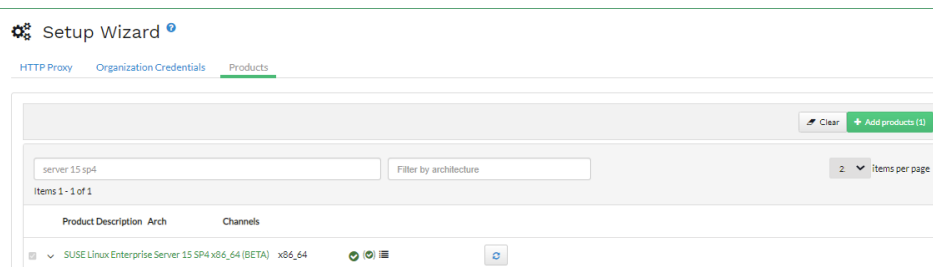 Setup Wizard ?
HTTP Proxy Organization Credentials Products
Clear + Add products (1)
server 15 sp4 Filter by architecture 2 items per page
Items 1 - 1 of 1
Product Description Arch Channels
SUSE Linux Enterprise Server 15 SP4 x86_64 (BETA) x86_64